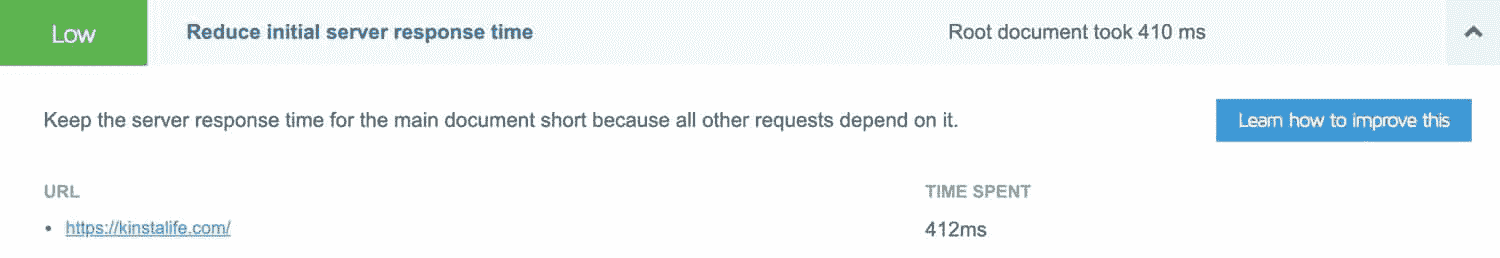 Low
Reduce initial server response time
Root document took 410 ms
Keep the server response time for the main document short because all other requests depend on it.
Learn how to improve this
URL
TIME SPENT
• https://kinstalife.com/
412ms